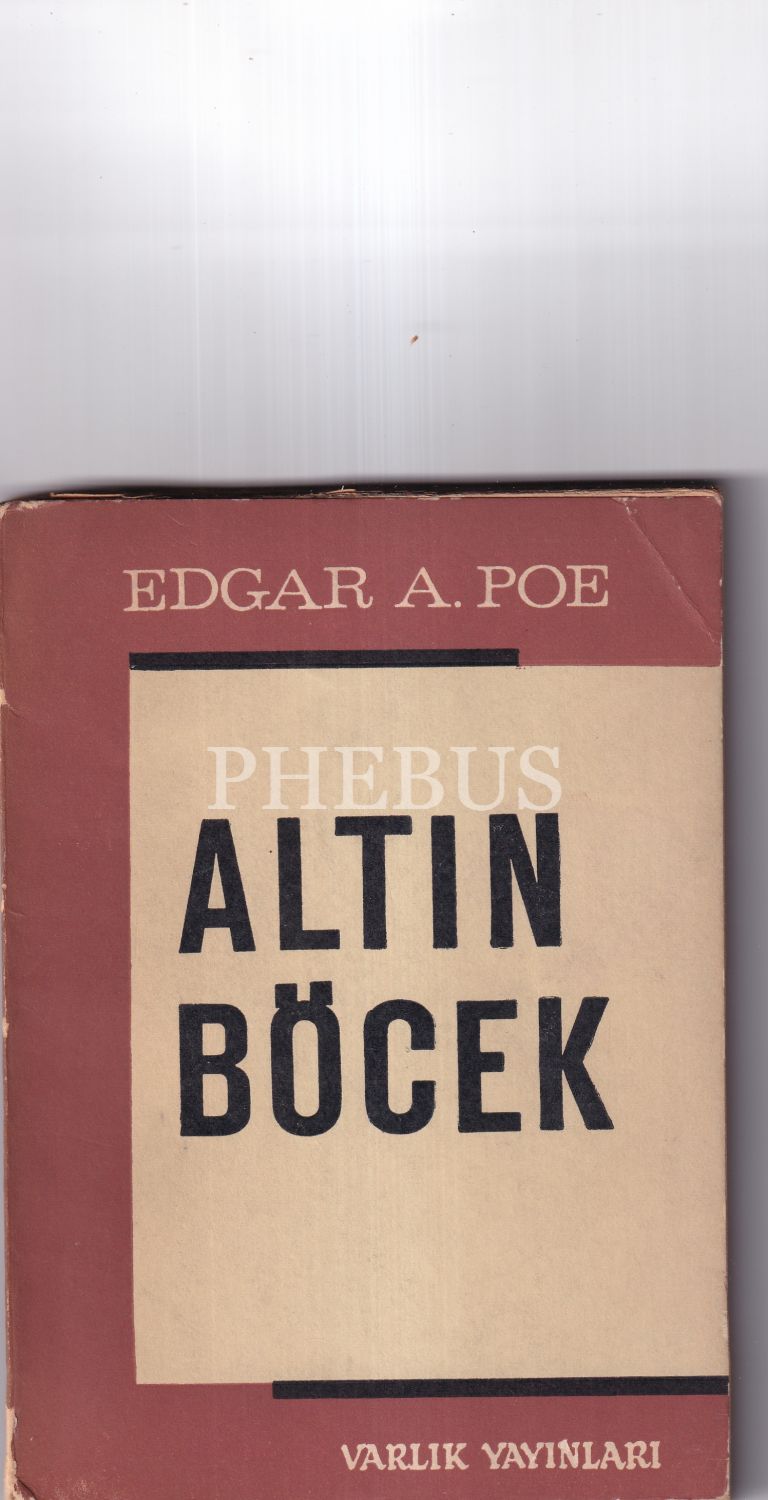 EDGAR A. POE
PHEBUS
ALTIN
BÖCEK
VARLIK YAYINLARI